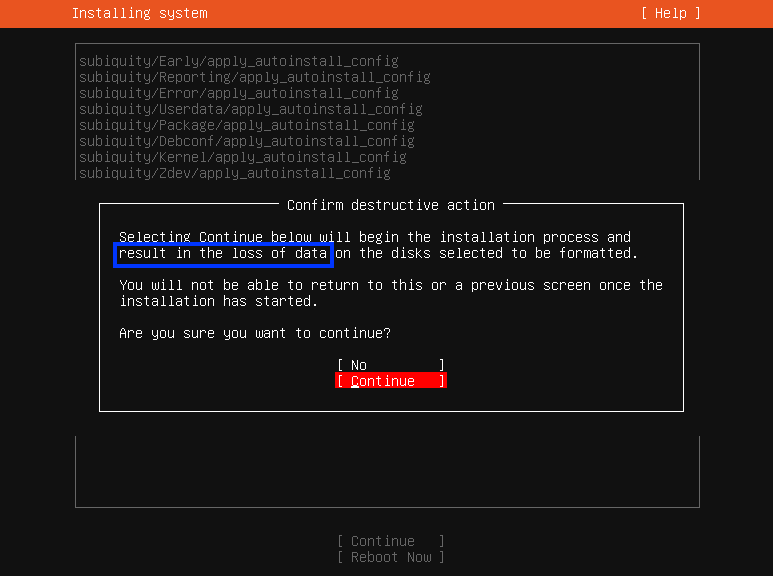 Installing system [ Help ]
subiquity/Early/apply_autoinstall_config
subiquity/Reporting/apply_autoinstall_config
subiquity/Error/apply_autoinstall_config
subiquity/Userdata/apply_autoinstall_config
subiquity/Package/apply_autoinstall_config
subiquity/Debconf/apply_autoinstall_config
subiquity/Kernel/apply_autoinstall_config
subiquity/Zdev/apply_autoinstall_config
Confirm destructive action
Selecting Continue below will begin the installation process and
result in the loss of data on the disks selected to be formatted.
You will not be able to return to this or a previous screen once the
installation has started.
Are you sure you want to continue?
[ No ]
[ Continue ]
[ Continue ]
[ Reboot Now ]